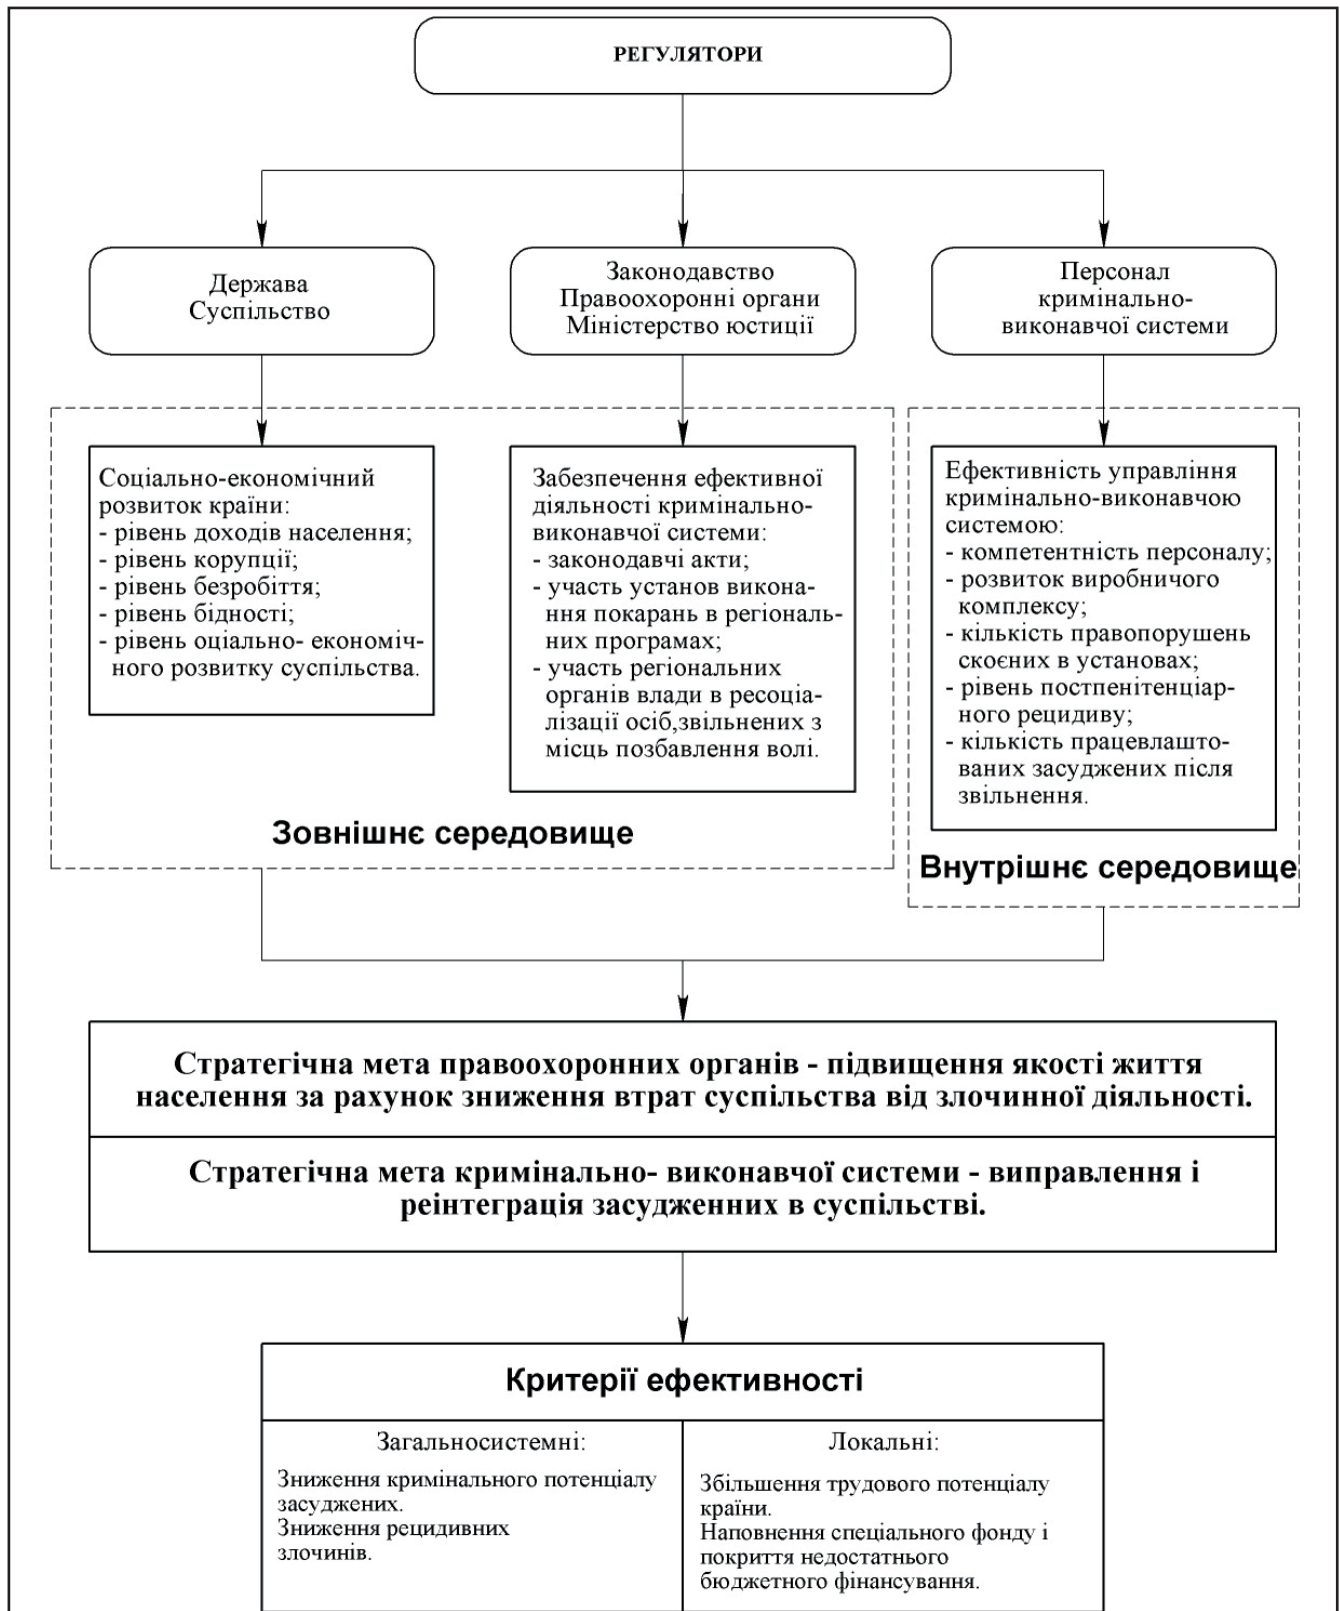 РЕГУЛЯТОРИ
Держава
Суспільство
Законодавство
Правоохоронні органи
Міністерство юстиції
Персонал
кримінально-
виконавчої системи
Соціально-економічний
розвиток країни:
- рівень доходів населення;
- рівень корупції;
- рівень безробіття;
- рівень бідності;
- рівень оціально- економіч-
ного розвитку суспільства.
Забезпечення ефективної
діяльності кримінально-
виконавчої системи:
- законодавчі акти;
- участь установ викона-
ння покарань в регіональ-
них програмах;
- участь регіональних
органів влади в ресоціа-
лізації осіб,звільнених з
місць позбавлення волі.
Зовнішнє середовище
Ефективність управління
кримінально-виконавчою
системою:
- компетентність персоналу;
- розвиток виробничого
комплексу;
- кількість правопорушень
скоєних в установах;
- рівень постпенітенціар-
ного рецидиву;
- кількість працевлашто-
ваних засуджених після
звільнення.
Внутрішнє середовище
Стратегічна мета правоохоронних органів - підвищення якості життя
населення за рахунок зниження втрат суспільства від злочинної діяльності.
Стратегічна мета кримінально- виконавчої системи - виправлення і
реінтеграція засудженних в суспільстві.
Критерії ефективності
Загальносистемні:
Зниження кримінального потенціалу
засуджених.
Зниження рецидивних
злочинів.
Локальні:
Збільшення трудового потенціалу
країни.
Наповнення спеціального фонду і
покриття недостатнього
бюджетного фінансування.